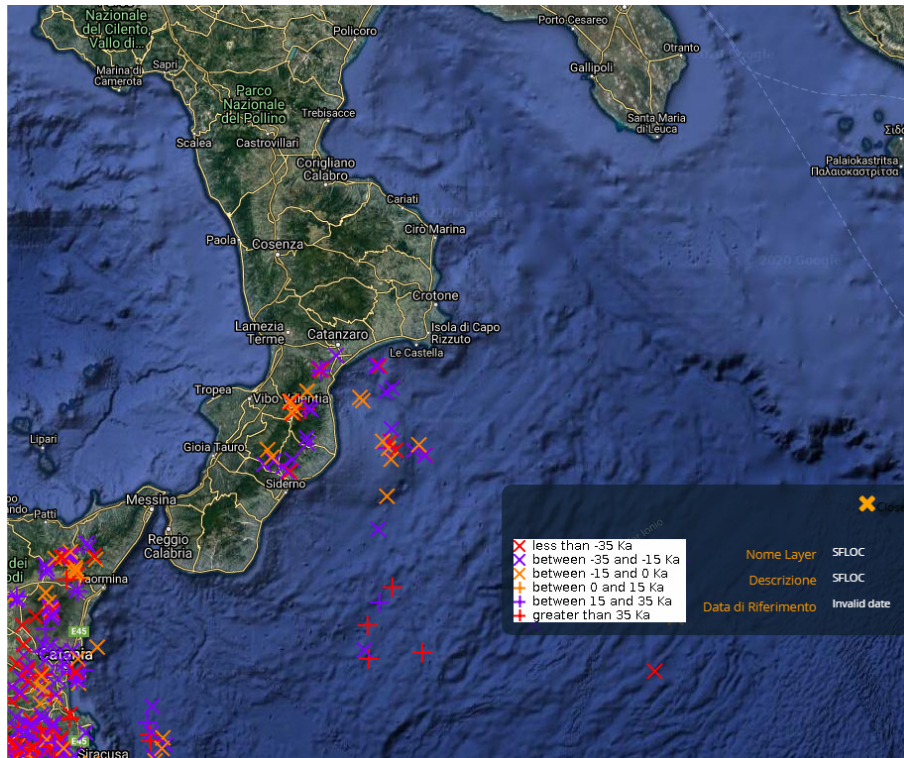 Nazionale
del Cilento,
Vallo di...
Policoro
Porto Cesareo
Otranto
Sapri
Marina di
Camerota
Gallipoli
Parco
Nazionale
del Pollino
Trebisacce
Santa Maria
di Leuca
Scalea
Castrovillari
Palaiokastritsa
Παλαιοκαστρίτσα
Corigliano
Calabro
Cariati
Cirò Marina
Paola
Cosenza
© 2020 Google
Crotone
Lamezia
Terme
Catanzaro
Isola di Capo
Rizzuto
Le Castella
Tropea
Vibo Valentia
Lipari
Gioia Tauro
Siderno
Messina
Patti
Reggio
Calabria
less than -35 Ka
between -35 and -15 Ka
between -15 and 0 Ka
between 0 and 15 Ka
between 15 and 35 Ka
greater than 35 Ka
Nome Layer SFLOC
Descrizione SFLOC
Data di Riferimento Invalid date
Taormina
E45
Catania
E45
Siracusa